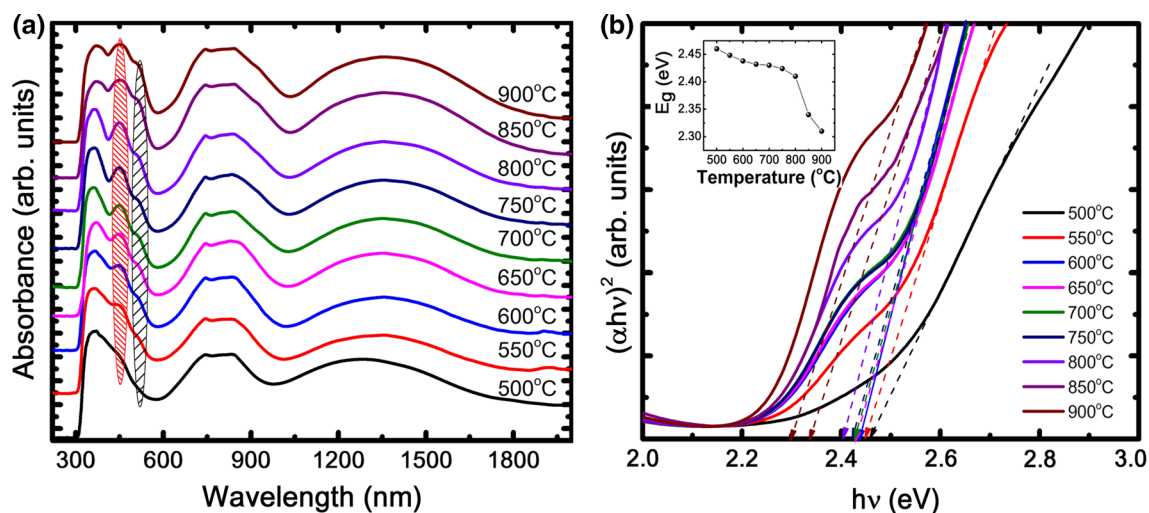 (a)
Absorbance (arb. units)
900°C
850°C
800°C
750°C
700°C
650°C
600°C
550°C
500°C
300 600 900 1200 1500 1800
Wavelength (nm)
(b)
(αhν)²(arb. units)
2.45
2.40
2.35
2.30
Eg (eV)
500 600 700 800 900
Temperature (°C)
500°C
550°C
600°C
650°C
700°C
750°C
800°C
850°C
900°C
2.0 2.2 2.4 2.6 2.8 3.0
hν (eV)